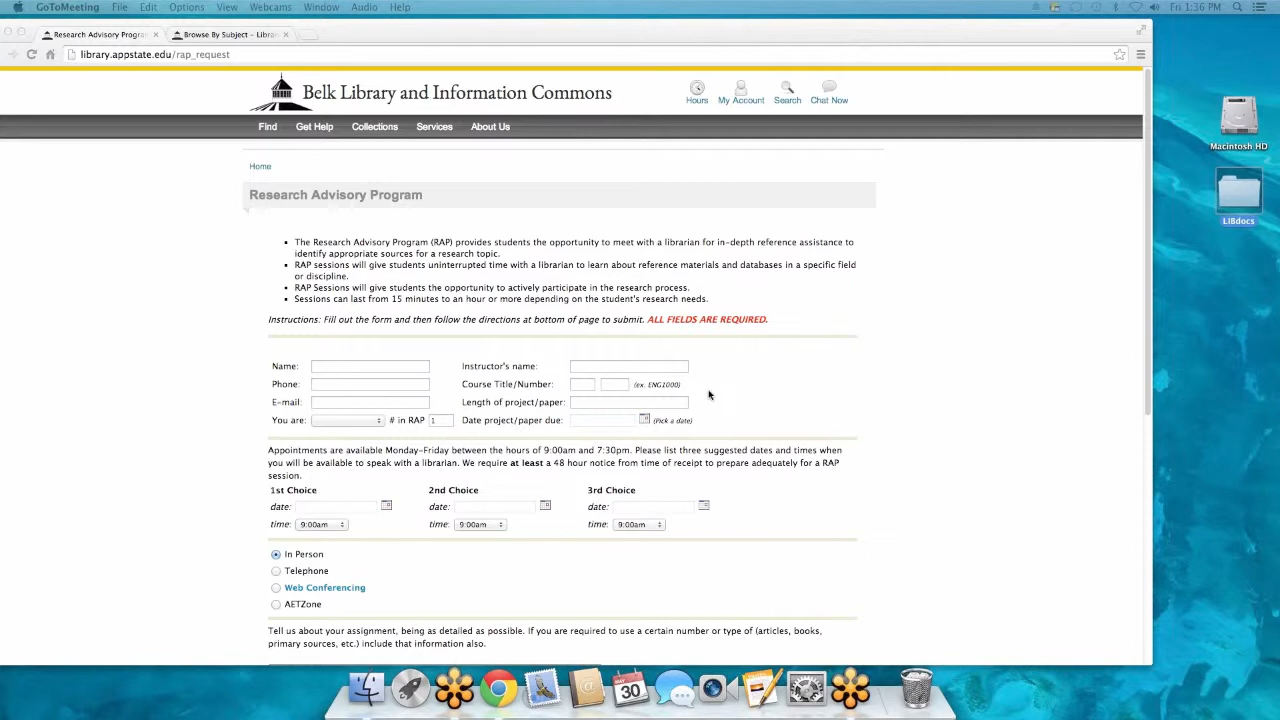 GoToMeeting File Edit Options View Webcams Window Audio Help Fri 1:36 PM
Research Advisory Progra Browse By Subject - Librar
library.appstate.edu/rap_request
Belk Library and Information Commons
Hours My Account Search Chat Now
Find Get Help Collections Services About Us
Home
Research Advisory Program
The Research Advisory Program (RAP) provides students the opportunity to meet with a librarian for in-depth reference assistance to
identify appropriate sources for a research topic.
RAP sessions will give students uninterrupted time with a librarian to learn about reference materials and databases in a specific field
or discipline.
RAP Sessions will give students the opportunity to actively participate in the research process.
Sessions can last from 15 minutes to an hour or more depending on the student's research needs.
Instructions: Fill out the form and then follow the directions at bottom of page to submit. ALL FIELDS ARE REQUIRED.
Name: Instructor's name:
Phone: Course Title/Number: (ex. ENG1000)
E-mail: Length of project/paper:
You are: # in RAP 1 Date project/paper due: (Pick a date)
Appointments are available Monday-Friday between the hours of 9:00am and 7:30pm. Please list three suggested dates and times when
you will be available to speak with a librarian. We require at least a 48 hour notice from time of receipt to prepare adequately for a RAP
session.
1st Choice 2nd Choice 3rd Choice
date: date: date:
time: 9:00am time: 9:00am time: 9:00am
In Person
Telephone
Web Conferencing
AETZone
Tell us about your assignment, being as detailed as possible. If you are required to use a certain number or type of (articles, books,
primary sources, etc.) include that information also.
Macintosh HD
LIBdocs
MAY
30